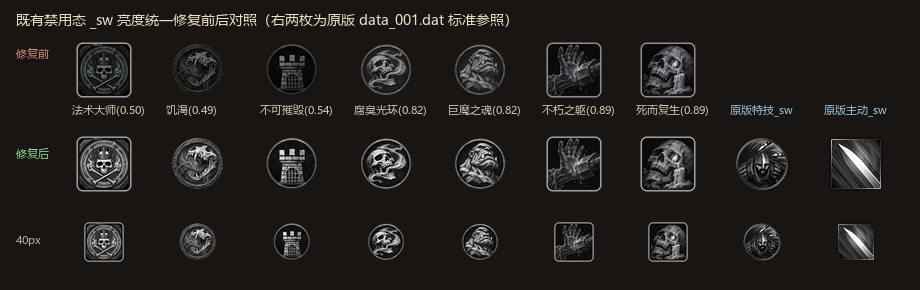 既有禁用态 _sw 亮度统一修复前后对照（右两枚为原版 data_001.dat 标准参照）
修复前
法术大师(0.50) 饥渴(0.49) 不可摧毁(0.54) 腐臭光环(0.82) 巨魔之魂(0.82) 不朽之躯(0.89) 死而复生(0.89) 原版特技_sw 原版主动_sw
修复后
40px